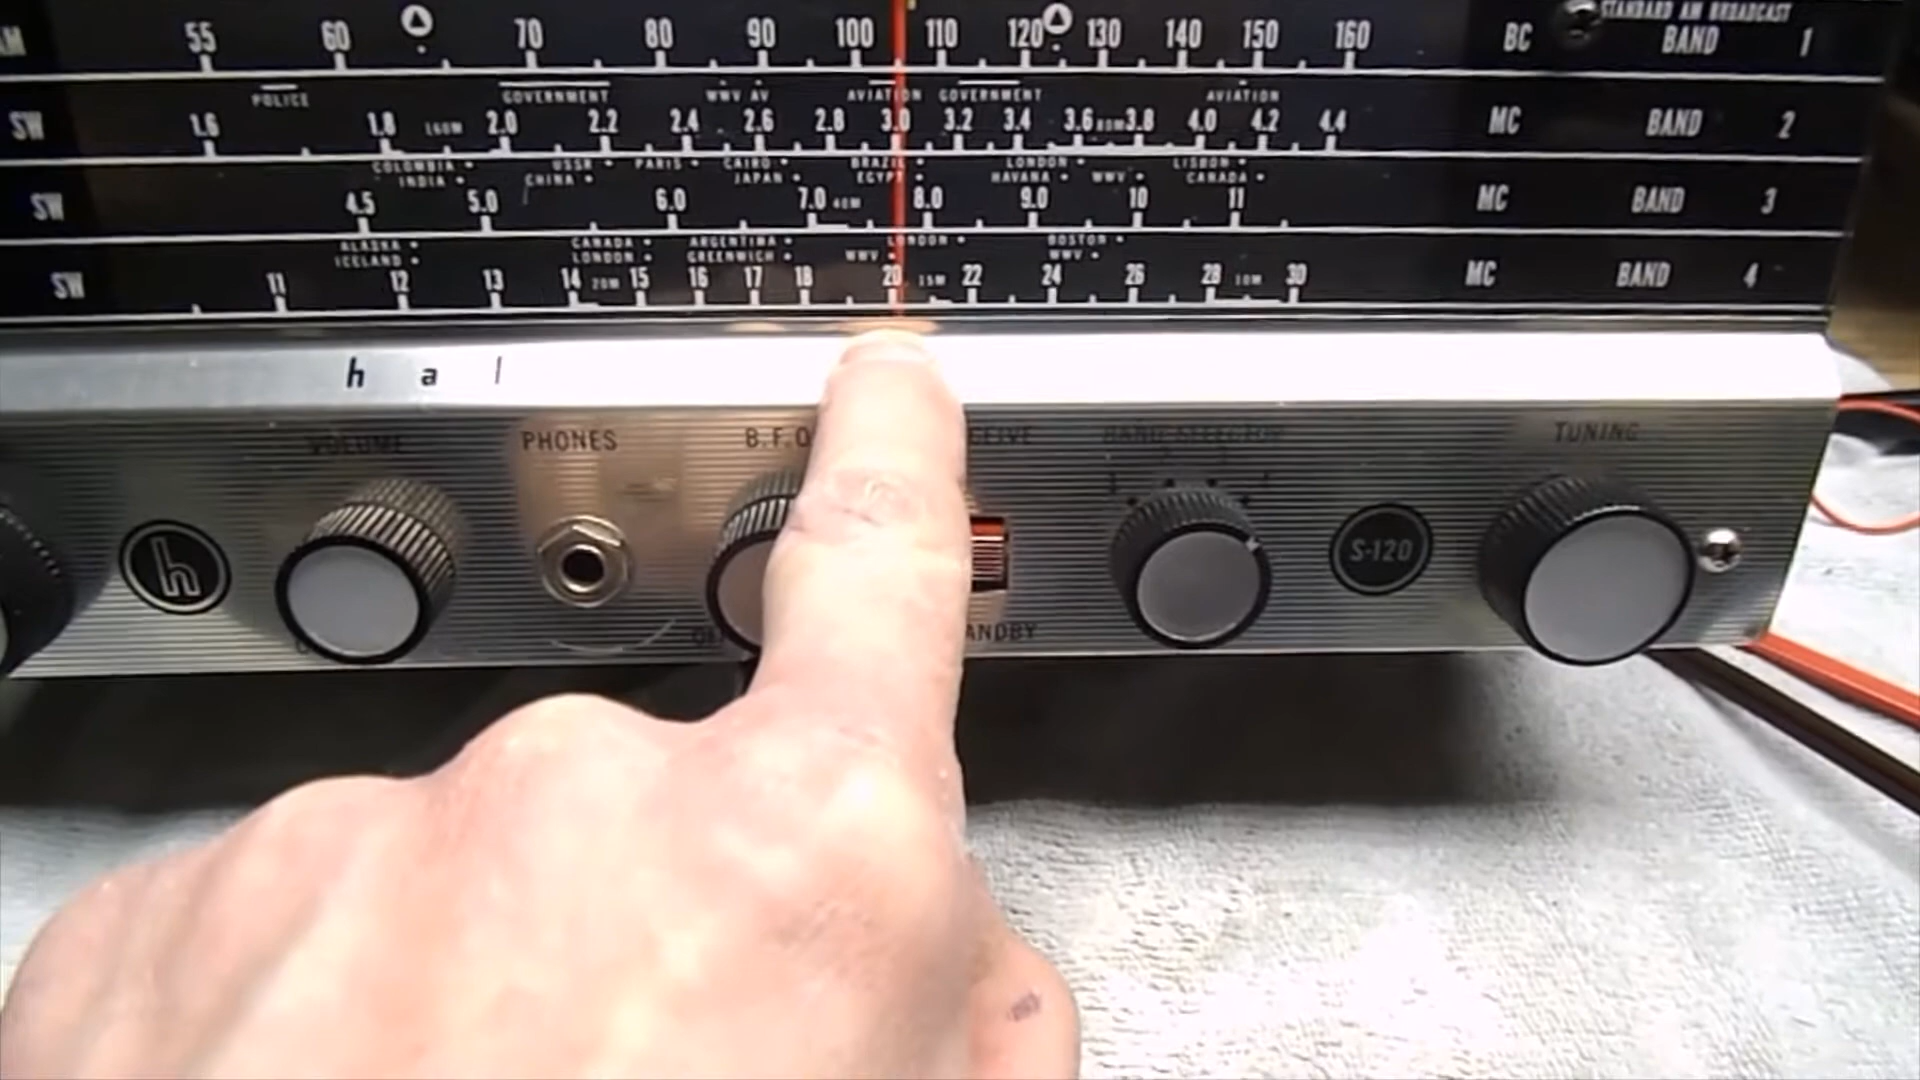 STANDARD AM BROADCAST
55 60 70 80 90 100 110 120 130 140 150 160 BC BAND 1
POLICE GOVERNMENT WWV AV AVIATION GOVERNMENT AVIATION
SW 1.6 1.8 160M 2.0 2.2 2.4 2.6 2.8 3.0 3.2 3.4 3.6 80M 3.8 4.0 4.2 4.4 MC BAND 2
COLOMBIA USSR PARIS CAIRO BRAZIL LONDON LISBON
INDIA CHINA JAPAN EGYPT HAVANA WWV CANADA
SW 4.5 5.0 6.0 7.0 40M 8.0 9.0 10 11 MC BAND 3
ALASKA CANADA ARGENTINA LONDON BOSTON
ICELAND LONDON GREENWICH WWV WWV
SW 11 12 13 14 20M 15 16 17 18 20 15M 22 24 26 28 10M 30 MC BAND 4
h a l
VOLUME PHONES B.F.O BAND SELECTOR TUNING
h S-120
ANDBY